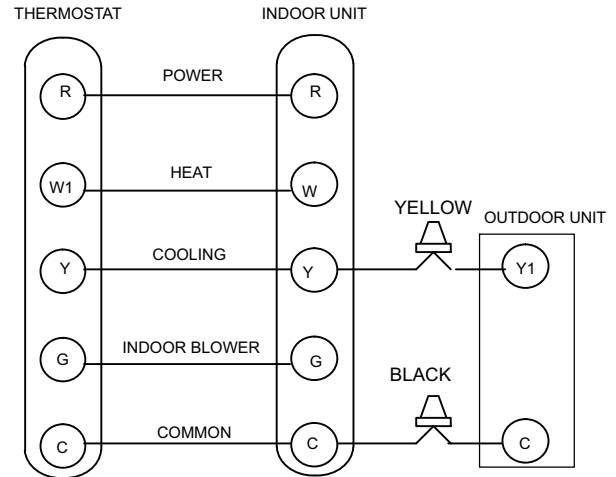 THERMOSTAT
INDOOR UNIT
R
POWER
R
W1
HEAT
W
YELLOW
OUTDOOR UNIT
Y
COOLING
Y
Y1
G
INDOOR BLOWER
G
BLACK
C
COMMON
C
C